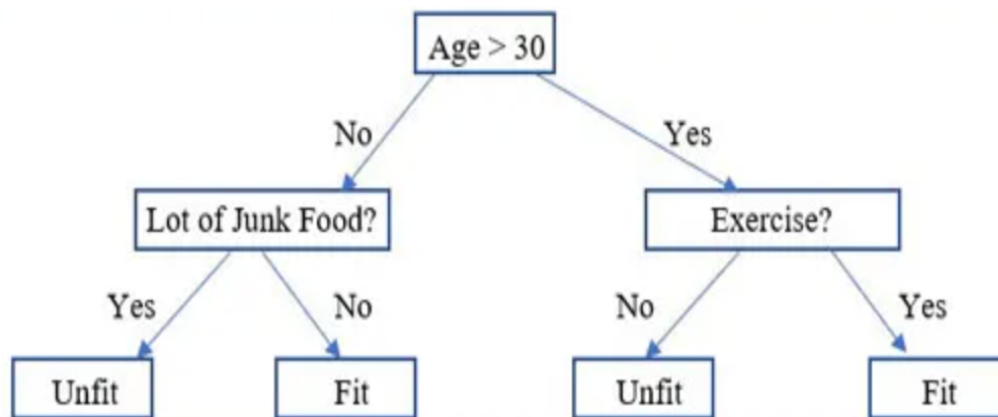 Age > 30
No
Yes
Lot of Junk Food?
Exercise?
Yes
No
No
Yes
Unfit
Fit
Unfit
Fit